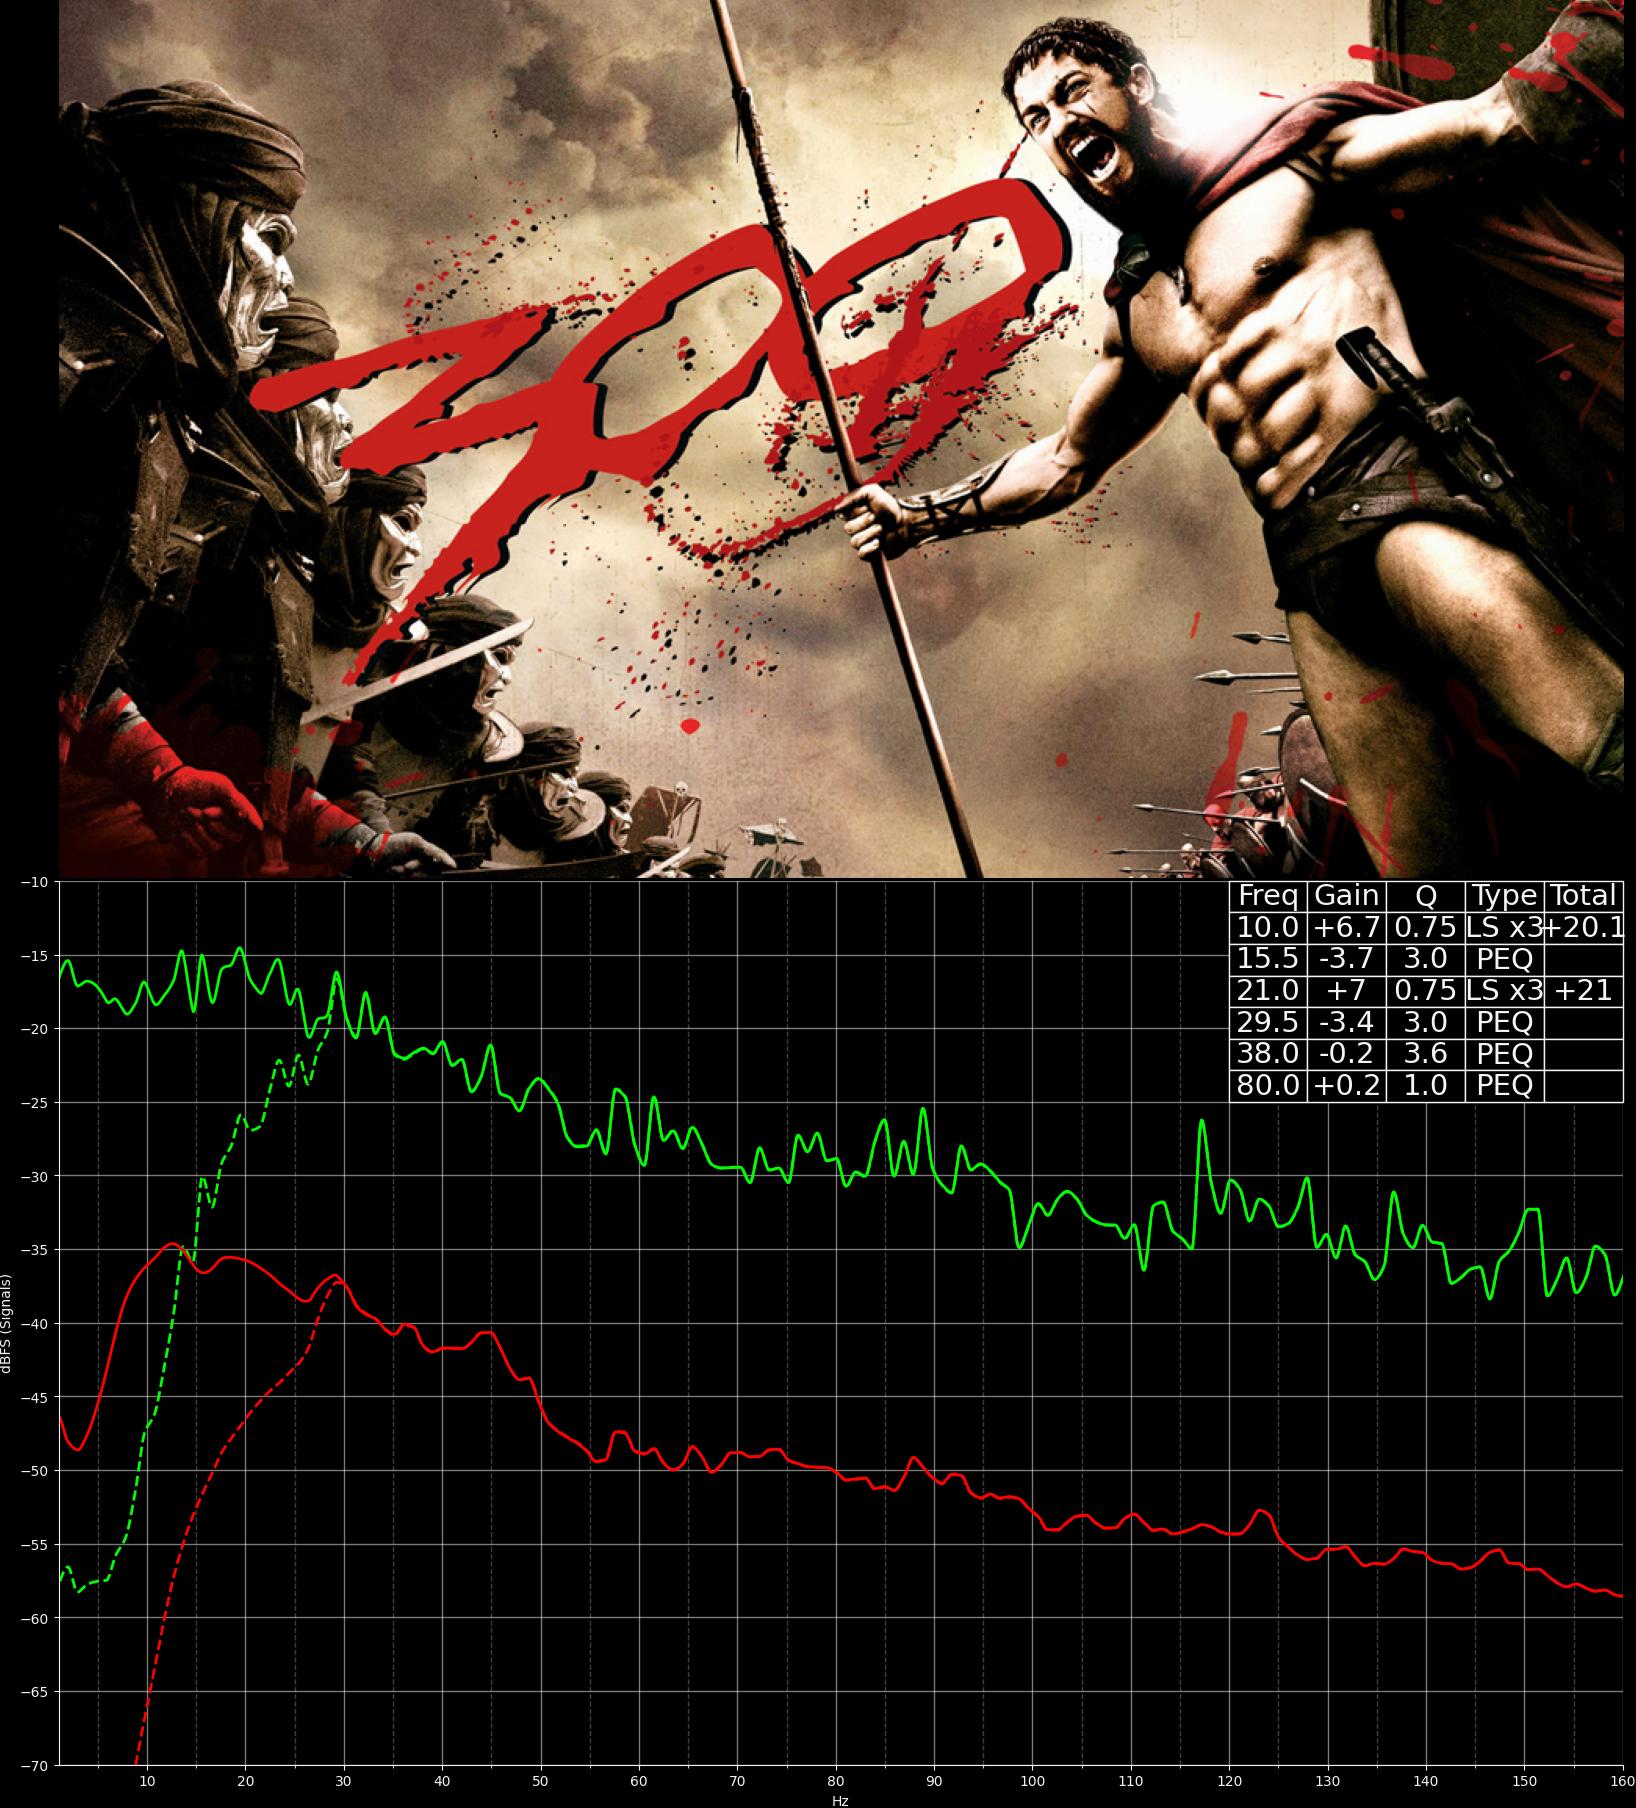 300
Freq Gain Q Type Total
10.0 +6.7 0.75 LS x3 +20.1
15.5 -3.7 3.0 PEQ
21.0 +7 0.75 LS x3 +21
29.5 -3.4 3.0 PEQ
38.0 -0.2 3.6 PEQ
80.0 +0.2 1.0 PEQ
−10
−15
−20
−25
−30
−35
−40
−45
−50
−55
−60
−65
−70
dBFS (Signals)
10 20 30 40 50 60 70 80 90 100 110 120 130 140 150 160
Hz